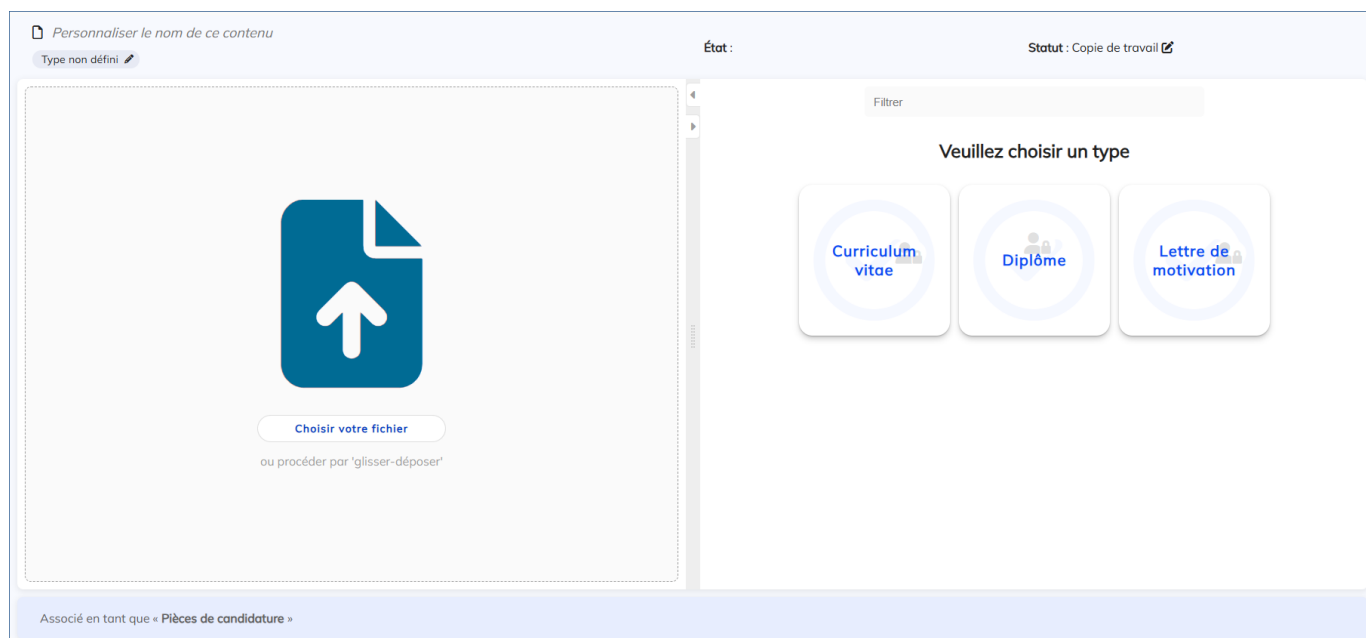 Personnaliser le nom de ce contenu
Type non défini
État :
Statut : Copie de travail
Choisir votre fichier
ou procéder par 'glisser-déposer'
Filtrer
Veuillez choisir un type
Curriculum
vitae
Diplôme
Lettre de
motivation
Associé en tant que « Pièces de candidature »